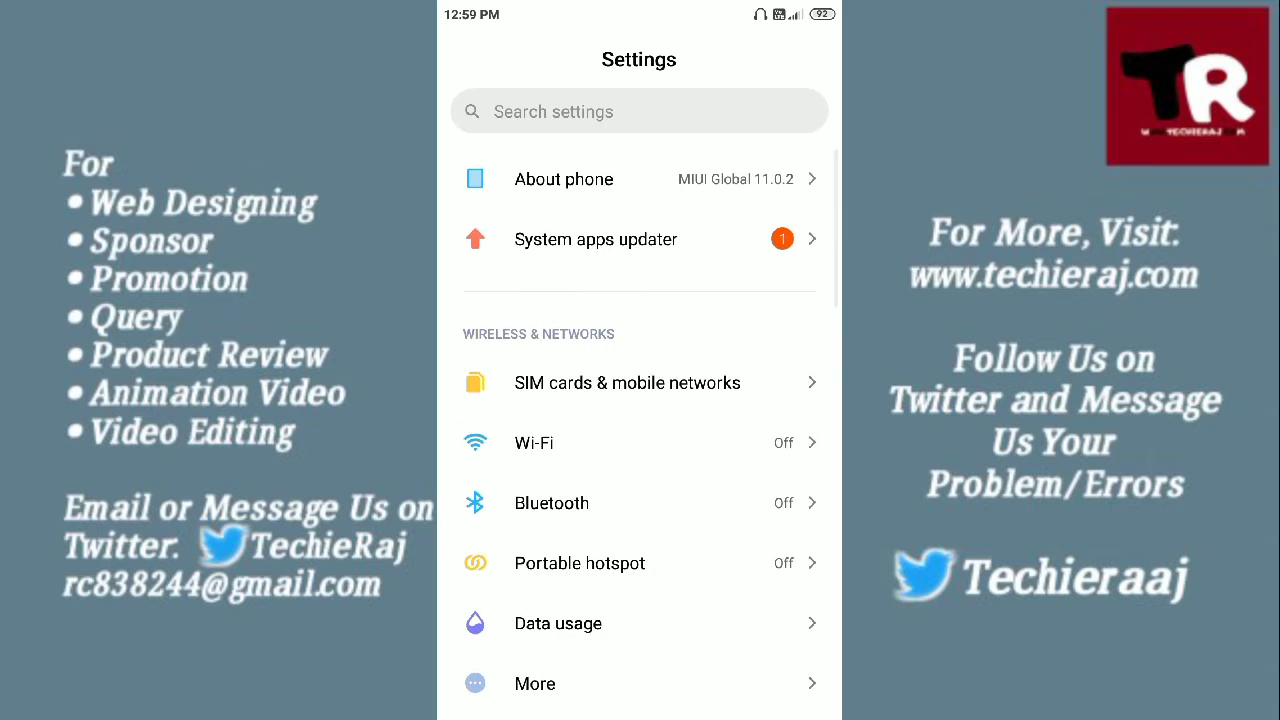 For
• Web Designing
• Sponsor
• Promotion
• Query
• Product Review
• Animation Video
• Video Editing
Email or Message Us on
Twitter. TechieRaj
rc838244@gmail.com
12:59 PM
92
Settings
Search settings
About phone MIUI Global 11.0.2
System apps updater 1
WIRELESS & NETWORKS
SIM cards & mobile networks
Wi-Fi Off
Bluetooth Off
Portable hotspot Off
Data usage
More
TR
For More, Visit:
www.techieraj.com
Follow Us on
Twitter and Message
Us Your
Problem/Errors
Techieraaj